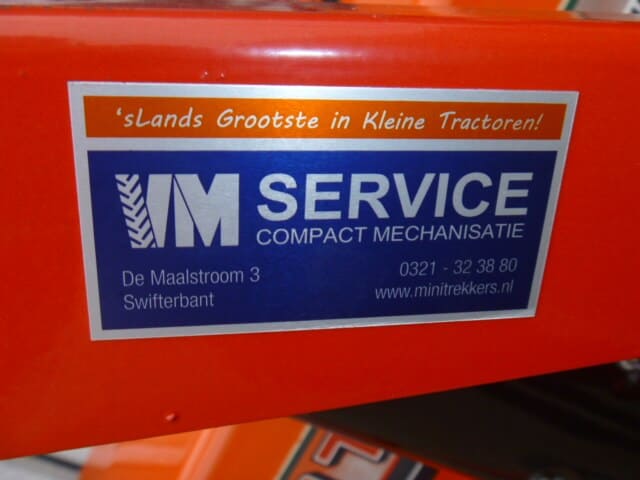 'sLands Grootste in Kleine Tractoren!
VM SERVICE
COMPACT MECHANISATIE
De Maalstroom 3
Swifterbant
0321 - 32 38 80
www.minitrekkers.nl